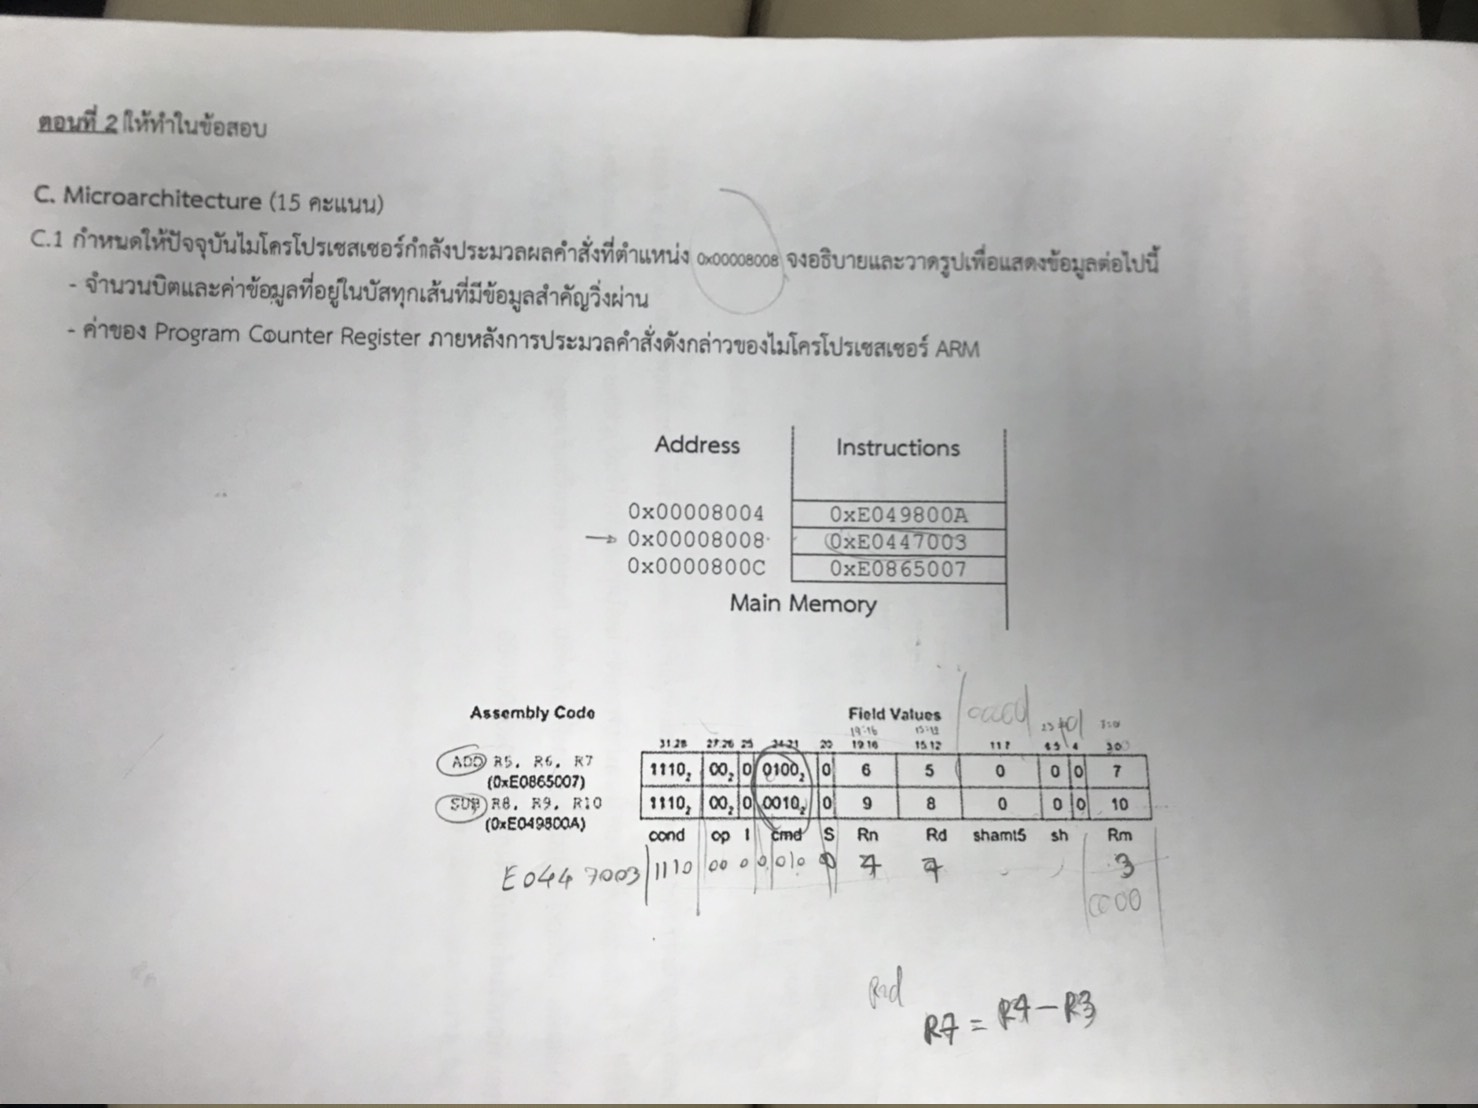 ตอนที่ 2 ให้ทำในข้อสอบ
C. Microarchitecture (15 คะแนน)
C.1 กำหนดให้ปัจจุบันไมโครโปรเซสเซอร์กำลังประมวลผลคำสั่งที่ตำแหน่ง 0x00008008 จงอธิบายและวาดรูปเพื่อแสดงข้อมูลต่อไปนี้
- จำนวนบิตและค่าข้อมูลที่อยู่ในบัสทุกเส้นที่มีข้อมูลสำคัญวิ่งผ่าน
- ค่าของ Program Counter Register ภายหลังการประมวลคำสั่งดังกล่าวของไมโครโปรเซสเซอร์ ARM
Address Instructions
0x00008004 0xE049800A
→ 0x00008008 0xE0447003
0x0000800C 0xE0865007
Main Memory
Assembly Code Field Values
19:16 15:12
31:28 27:26 25 24:21 20 19:16 15:12 11:7 6:5 4 3:0
ADD R5, R6, R7 1110₂ 00₂ 0 0100₂ 0 6 5 0 0 0 7
(0xE0865007)
SUB R8, R9, R10 1110₂ 00₂ 0 0010₂ 0 9 8 0 0 0 10
(0xE049800A)
cond op I cmd S Rn Rd shamt5 sh Rm
E0447003 1110 00 0 0010 0 4 7 3
0000
Rd
R7 = R4 - R3